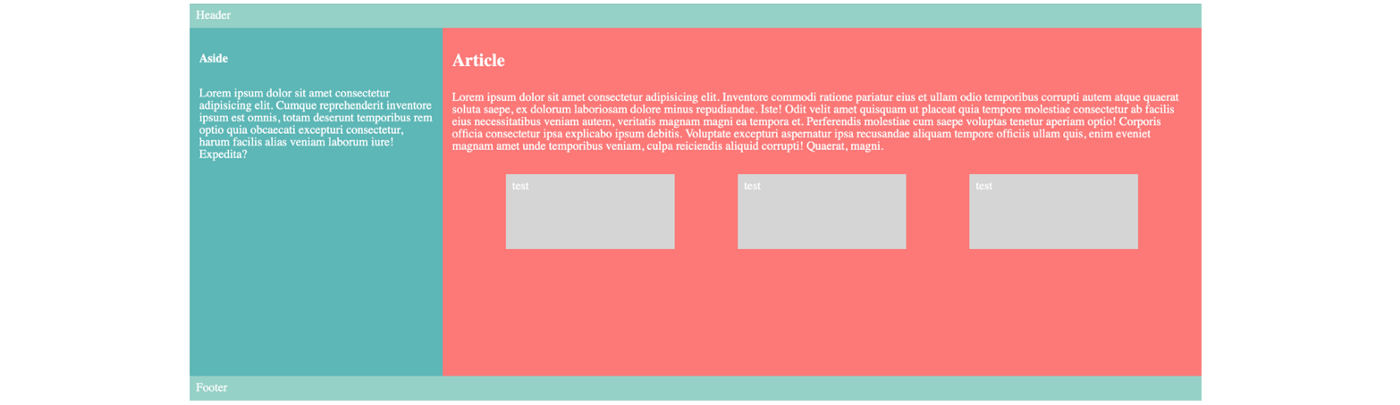 Header
Aside
Lorem ipsum dolor sit amet consectetur
adipisicing elit. Cumque reprehenderit inventore
ipsum est omnis, totam deserunt temporibus rem
optio quia obcaecati excepturi consectetur,
harum facilis alias veniam laborum iure!
Expedita?
Article
Lorem ipsum dolor sit amet consectetur adipisicing elit. Inventore commodi ratione pariatur eius et ullam odio temporibus corrupti autem atque quaerat
soluta saepe, ex dolorum laboriosam dolore minus repudiandae. Iste! Odit velit amet quisquam ut placeat quia tempore molestiae consectetur ab facilis
eius necessitatibus veniam autem, veritatis magnam magni ea tempora et. Perferendis molestiae cum saepe voluptas tenetur aperiam optio! Corporis
officia consectetur ipsa explicabo ipsum debitis. Voluptate excepturi aspernatur ipsa recusandae aliquam tempore officiis ullam quis, enim eveniet
magnam amet unde temporibus veniam, culpa reiciendis aliquid corrupti! Quaerat, magni.
test
test
test
Footer